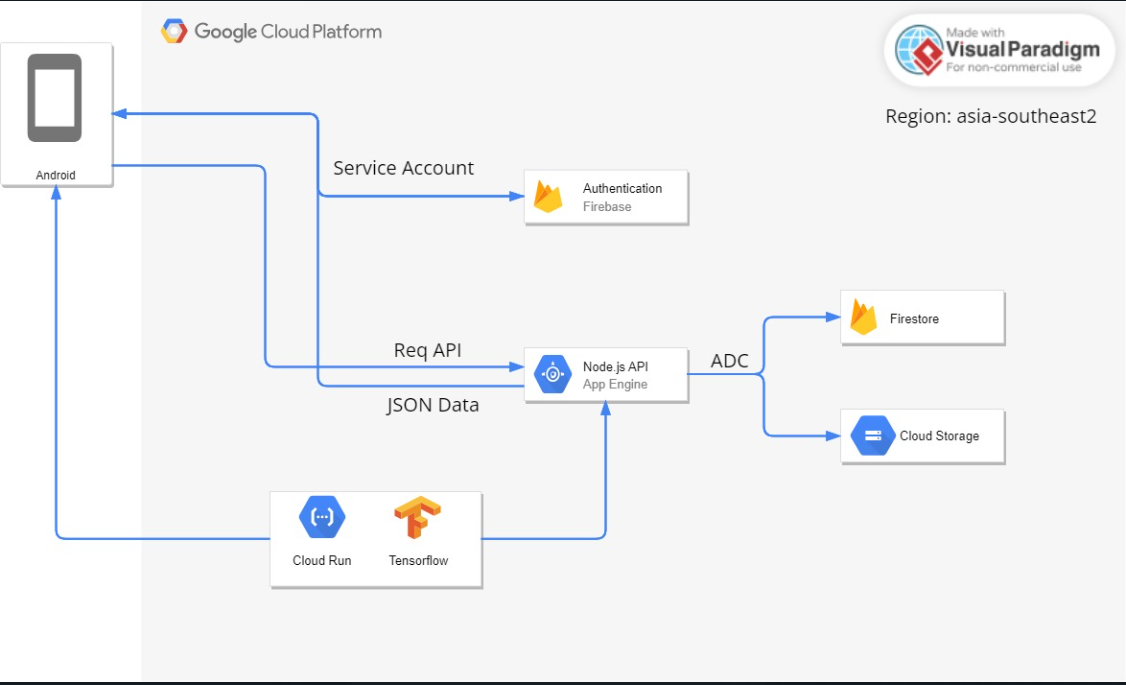 Google Cloud Platform
Made with
Visual Paradigm
For non-commercial use
Region: asia-southeast2
Android
Service Account
Authentication
Firebase
Firestore
Req API
Node.js API
App Engine
ADC
JSON Data
Cloud Storage
Cloud Run
Tensorflow